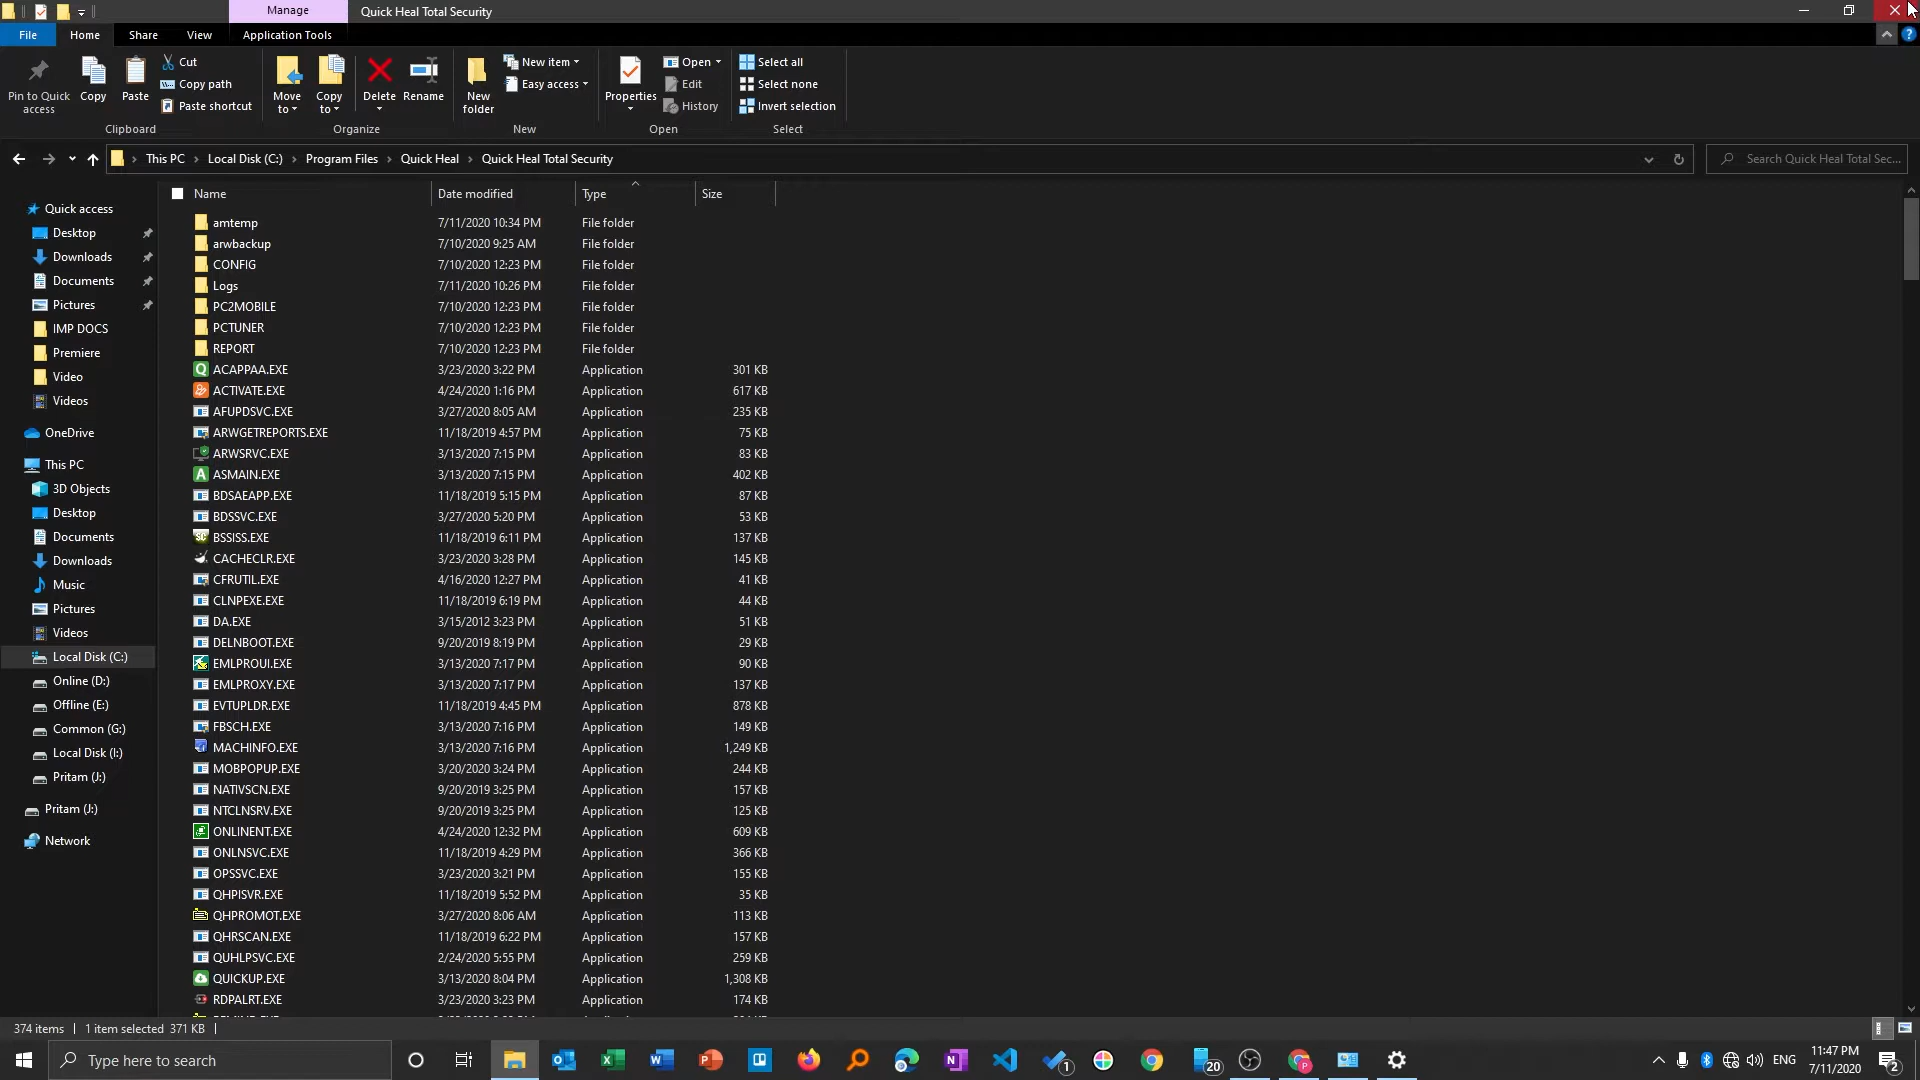 Manage
Quick Heal Total Security
File
Home
Share
View
Application Tools
Pin to Quick access
Copy
Paste
Cut
Copy path
Paste shortcut
Clipboard
Move to
Copy to
Delete
Rename
Organize
New folder
New item
Easy access
New
Properties
Open
Edit
History
Open
Select all
Select none
Invert selection
Select
This PC > Local Disk (C:) > Program Files > Quick Heal > Quick Heal Total Security
Search Quick Heal Total Sec...
Quick access
Desktop
Downloads
Documents
Pictures
IMP DOCS
Premiere
Video
Videos
OneDrive
This PC
3D Objects
Desktop
Documents
Downloads
Music
Pictures
Videos
Local Disk (C:)
Online (D:)
Offline (E:)
Common (G:)
Local Disk (I:)
Pritam (J:)
Pritam (J:)
Network
Name Date modified Type Size
amtemp 7/11/2020 10:34 PM File folder
arwbackup 7/10/2020 9:25 AM File folder
CONFIG 7/10/2020 12:23 PM File folder
Logs 7/11/2020 10:26 PM File folder
PC2MOBILE 7/10/2020 12:23 PM File folder
PCTUNER 7/10/2020 12:23 PM File folder
REPORT 7/10/2020 12:23 PM File folder
ACAPPAA.EXE 3/23/2020 3:22 PM Application 301 KB
ACTIVATE.EXE 4/24/2020 1:16 PM Application 617 KB
AFUPDSVC.EXE 3/27/2020 8:05 AM Application 235 KB
ARWGETREPORTS.EXE 11/18/2019 4:57 PM Application 75 KB
ARWSRVC.EXE 3/13/2020 7:15 PM Application 83 KB
ASMAIN.EXE 3/13/2020 7:15 PM Application 402 KB
BDSAEAPP.EXE 11/18/2019 5:15 PM Application 87 KB
BDSSVC.EXE 3/27/2020 5:20 PM Application 53 KB
BSSISS.EXE 11/18/2019 6:11 PM Application 137 KB
CACHECLR.EXE 3/23/2020 3:28 PM Application 145 KB
CFRUTIL.EXE 4/16/2020 12:27 PM Application 41 KB
CLNPEXE.EXE 11/18/2019 6:19 PM Application 44 KB
DA.EXE 3/15/2012 3:23 PM Application 51 KB
DELNBOOT.EXE 9/20/2019 8:19 PM Application 29 KB
EMLPROUI.EXE 3/13/2020 7:17 PM Application 90 KB
EMLPROXY.EXE 3/13/2020 7:17 PM Application 137 KB
EVTUPLDR.EXE 11/18/2019 4:45 PM Application 878 KB
FBSCH.EXE 3/13/2020 7:16 PM Application 149 KB
MACHINFO.EXE 3/13/2020 7:16 PM Application 1,249 KB
MOBPOPUP.EXE 3/20/2020 3:24 PM Application 244 KB
NATIVSCN.EXE 9/20/2019 3:25 PM Application 157 KB
NTCLNSRV.EXE 9/20/2019 3:25 PM Application 125 KB
ONLINENT.EXE 4/24/2020 12:32 PM Application 609 KB
ONLNSVC.EXE 11/18/2019 4:29 PM Application 366 KB
OPSSVC.EXE 3/23/2020 3:21 PM Application 155 KB
QHPISVR.EXE 11/18/2019 5:52 PM Application 35 KB
QHPROMOT.EXE 3/27/2020 8:06 AM Application 113 KB
QHRSCAN.EXE 11/18/2019 6:22 PM Application 157 KB
QUHLPSVC.EXE 2/24/2020 5:55 PM Application 259 KB
QUICKUP.EXE 3/13/2020 8:04 PM Application 1,308 KB
RDPALRT.EXE 3/23/2020 3:23 PM Application 174 KB
374 items 1 item selected 371 KB
Type here to search
1
20
ENG
11:47 PM
7/11/2020
2